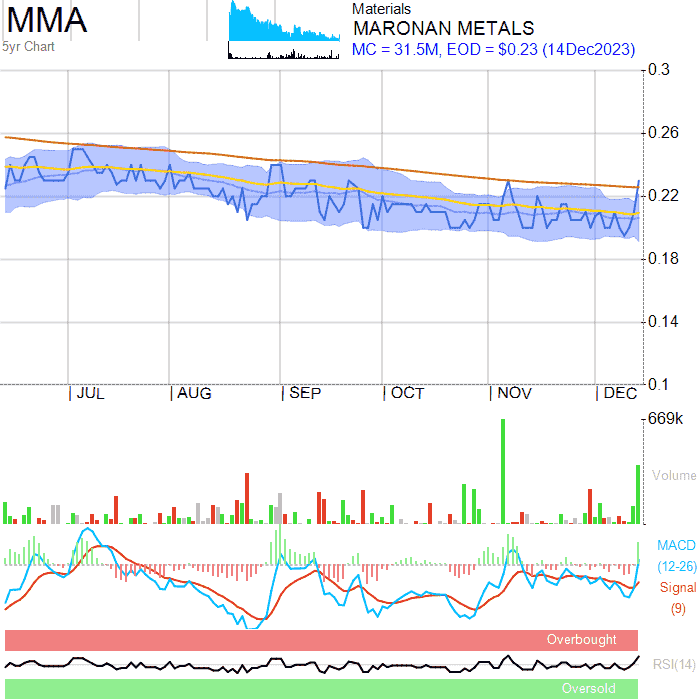 MMA
5yr Chart
Materials
MARONAN METALS
MC = 31.5M, EOD = $0.23 (14Dec2023)
0.3
0.26
0.22
0.18
0.14
0.1
JUL AUG SEP OCT NOV DEC
669k
Volume
MACD
(12-26)
Signal
(9)
Overbought
RSI(14)
Oversold